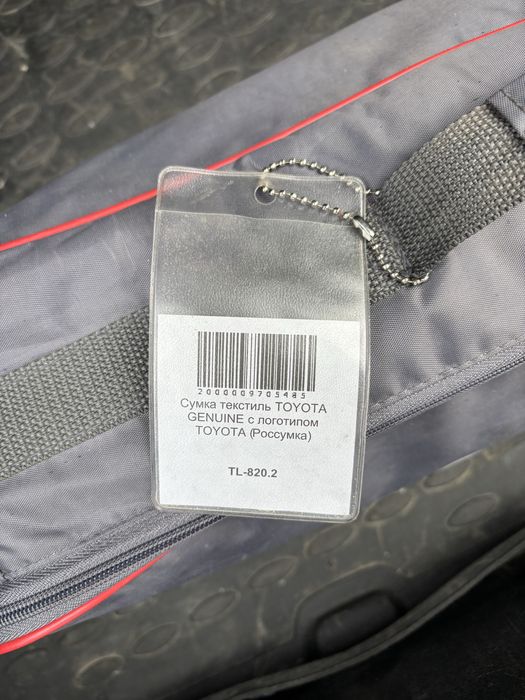 2000009705485
Сумка текстиль TOYOTA
GENUINE с логотипом
TOYOTA (Россумка)
TL-820.2